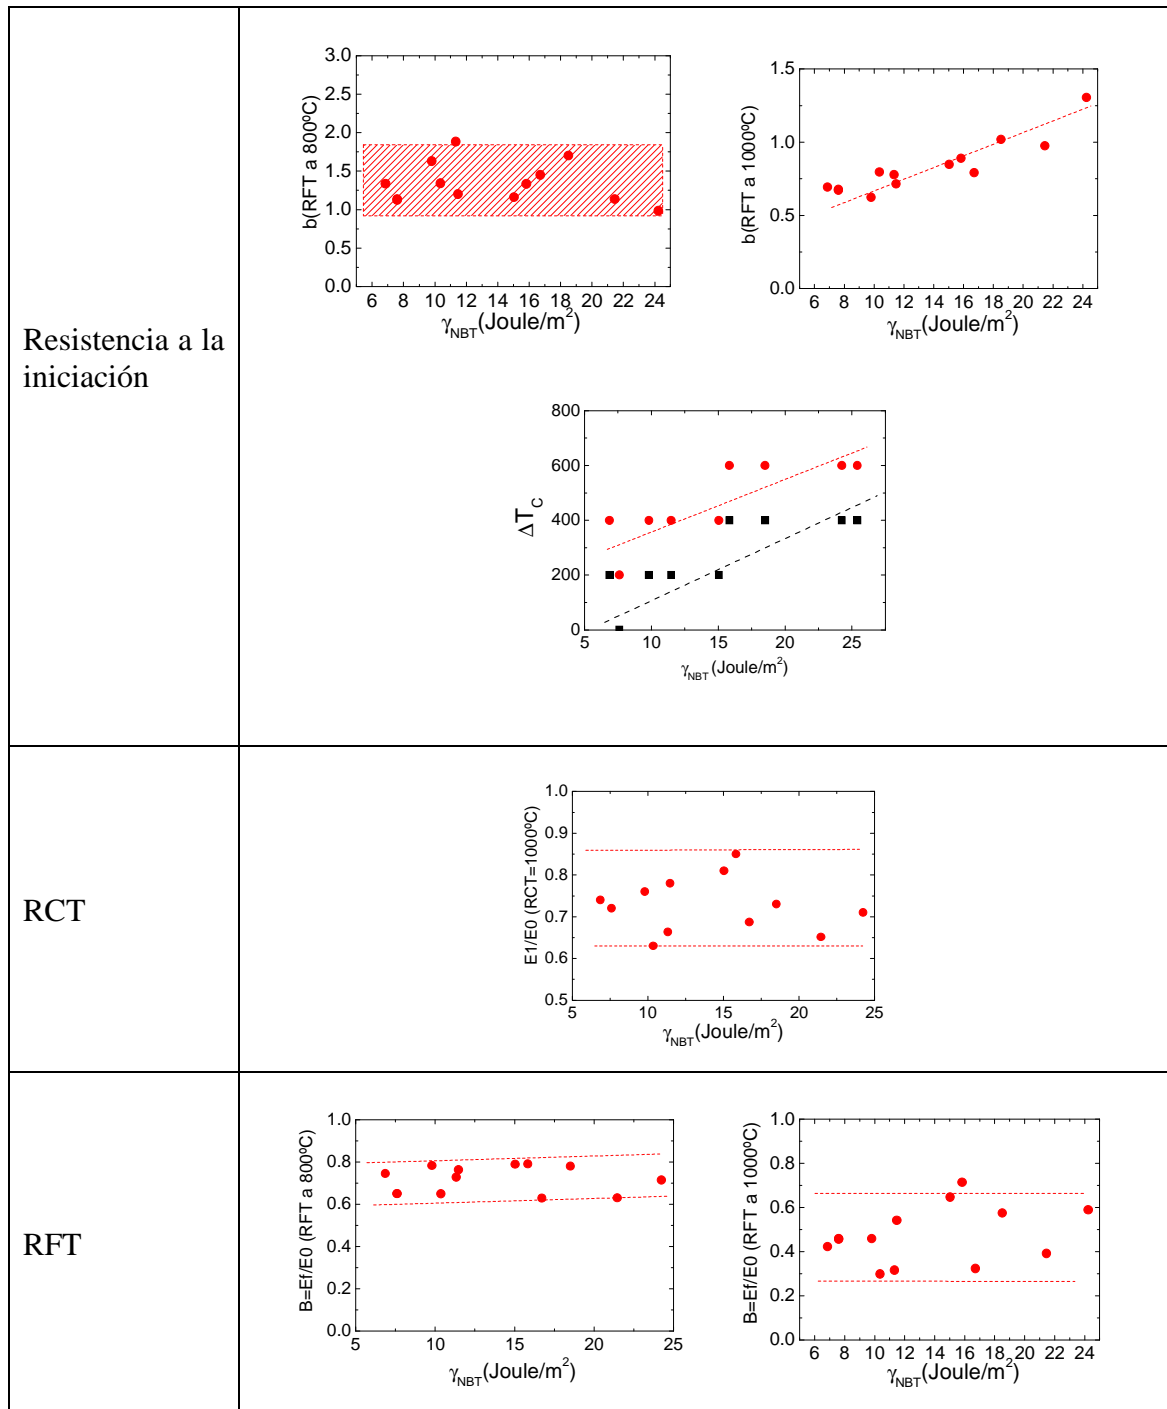 Resistencia a la
iniciación
b(RFT a 800ºC)
3.0
2.5
2.0
1.5
1.0
0.5
0.0
6 8 10 12 14 16 18 20 22 24
γNBT(Joule/m²)
b(RFT a 1000ºC)
1.5
1.0
0.5
0.0
6 8 10 12 14 16 18 20 22 24
γNBT(Joule/m²)
ΔTC
800
600
400
200
0
5 10 15 20 25
γNBT(Joule/m²)
RCT
E1/E0 (RCT=1000ºC)
1.0
0.9
0.8
0.7
0.6
0.5
5 10 15 20 25
γNBT(Joule/m²)
RFT
B=Ef/E0 (RFT a 800ºC)
1.0
0.8
0.6
0.4
0.2
0.0
5 10 15 20 25
γNBT(Joule/m²)
B=Ef/E0 (RFT a 1000ºC)
1.0
0.8
0.6
0.4
0.2
0.0
6 8 10 12 14 16 18 20 22 24
γNBT(Joule/m²)